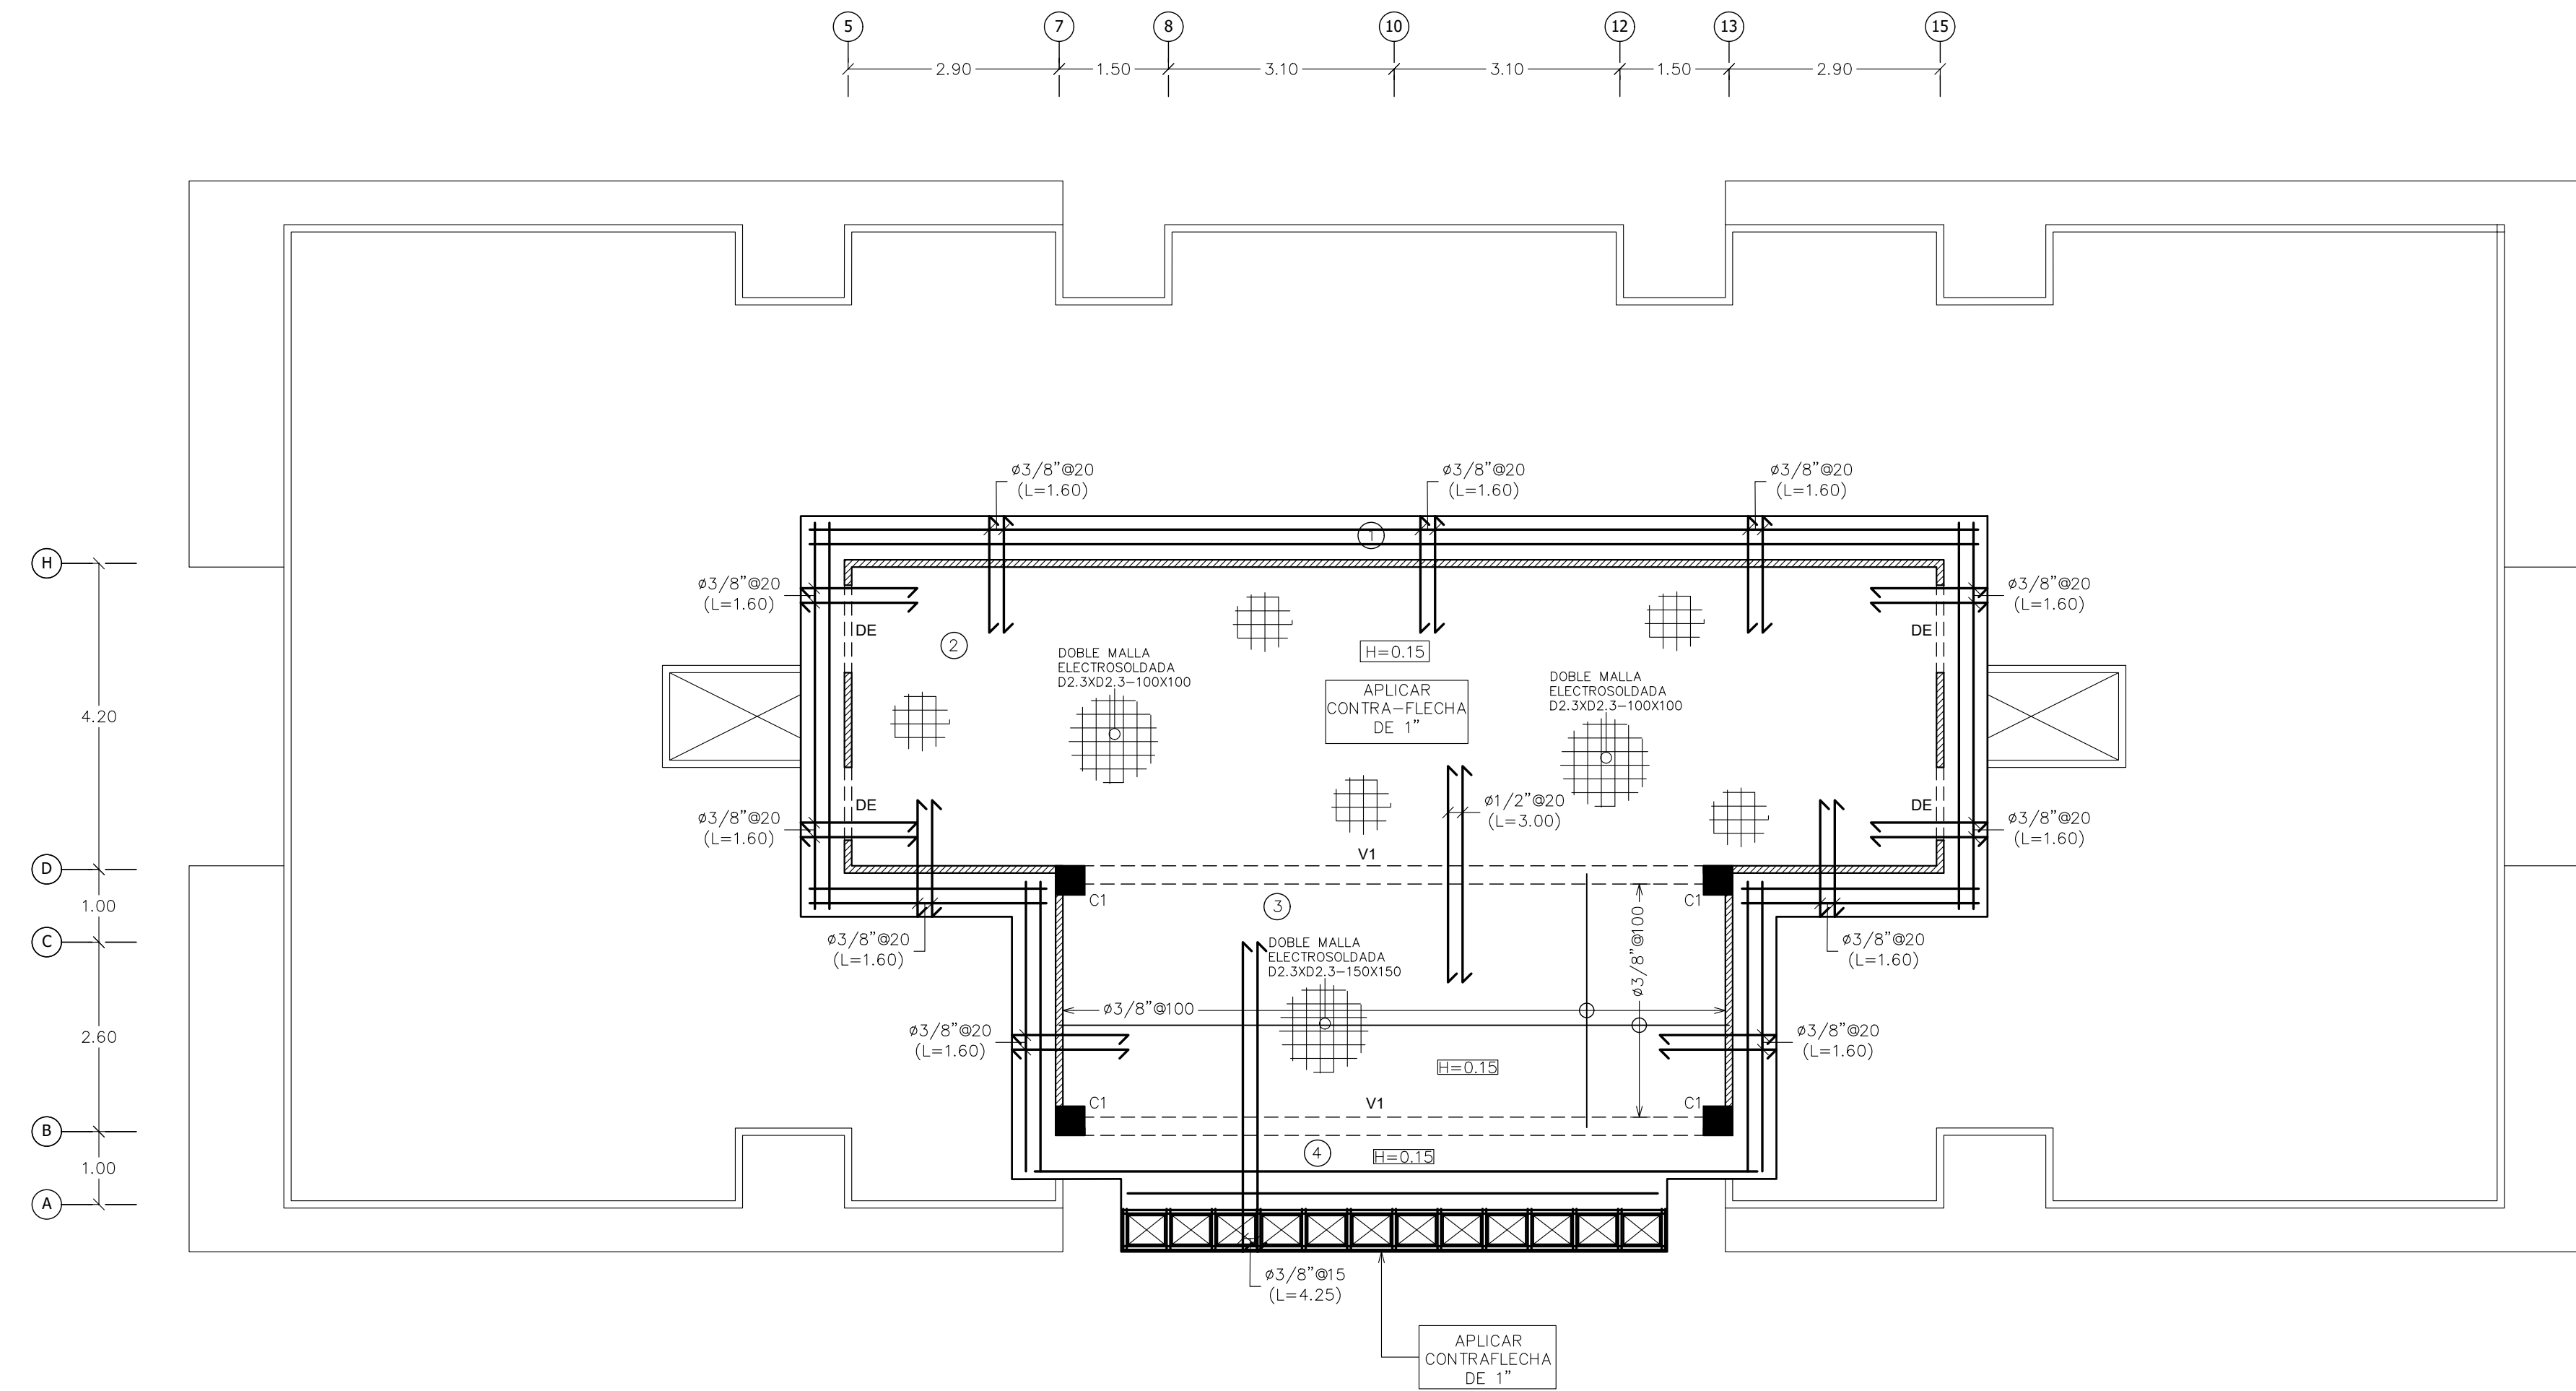 5 7 8 10 12 13 15
2.90 1.50 3.10 3.10 1.50 2.90
ø3/8"@20
(L=1.60)
ø3/8"@20
(L=1.60)
ø3/8"@20
(L=1.60)
1
H
ø3/8"@20
(L=1.60)
ø3/8"@20
(L=1.60)
DE
DE
2
DOBLE MALLA
ELECTROSOLDADA
D2.3XD2.3-100X100
H=0.15
DOBLE MALLA
ELECTROSOLDADA
D2.3XD2.3-100X100
APLICAR
CONTRA-FLECHA
DE 1"
4.20
DE
DE
ø1/2"@20
(L=3.00)
ø3/8"@20
(L=1.60)
ø3/8"@20
(L=1.60)
V1
D
C1
C1
3
1.00
ø3/8"@20
(L=1.60)
ø3/8"@20
(L=1.60)
C
DOBLE MALLA
ELECTROSOLDADA
D2.3XD2.3-150X150
ø3/8"@100
ø3/8"@100
2.60
ø3/8"@20
(L=1.60)
ø3/8"@20
(L=1.60)
H=0.15
C1
V1
C1
B
4
H=0.15
1.00
A
ø3/8"@15
(L=4.25)
APLICAR
CONTRAFLECHA
DE 1"